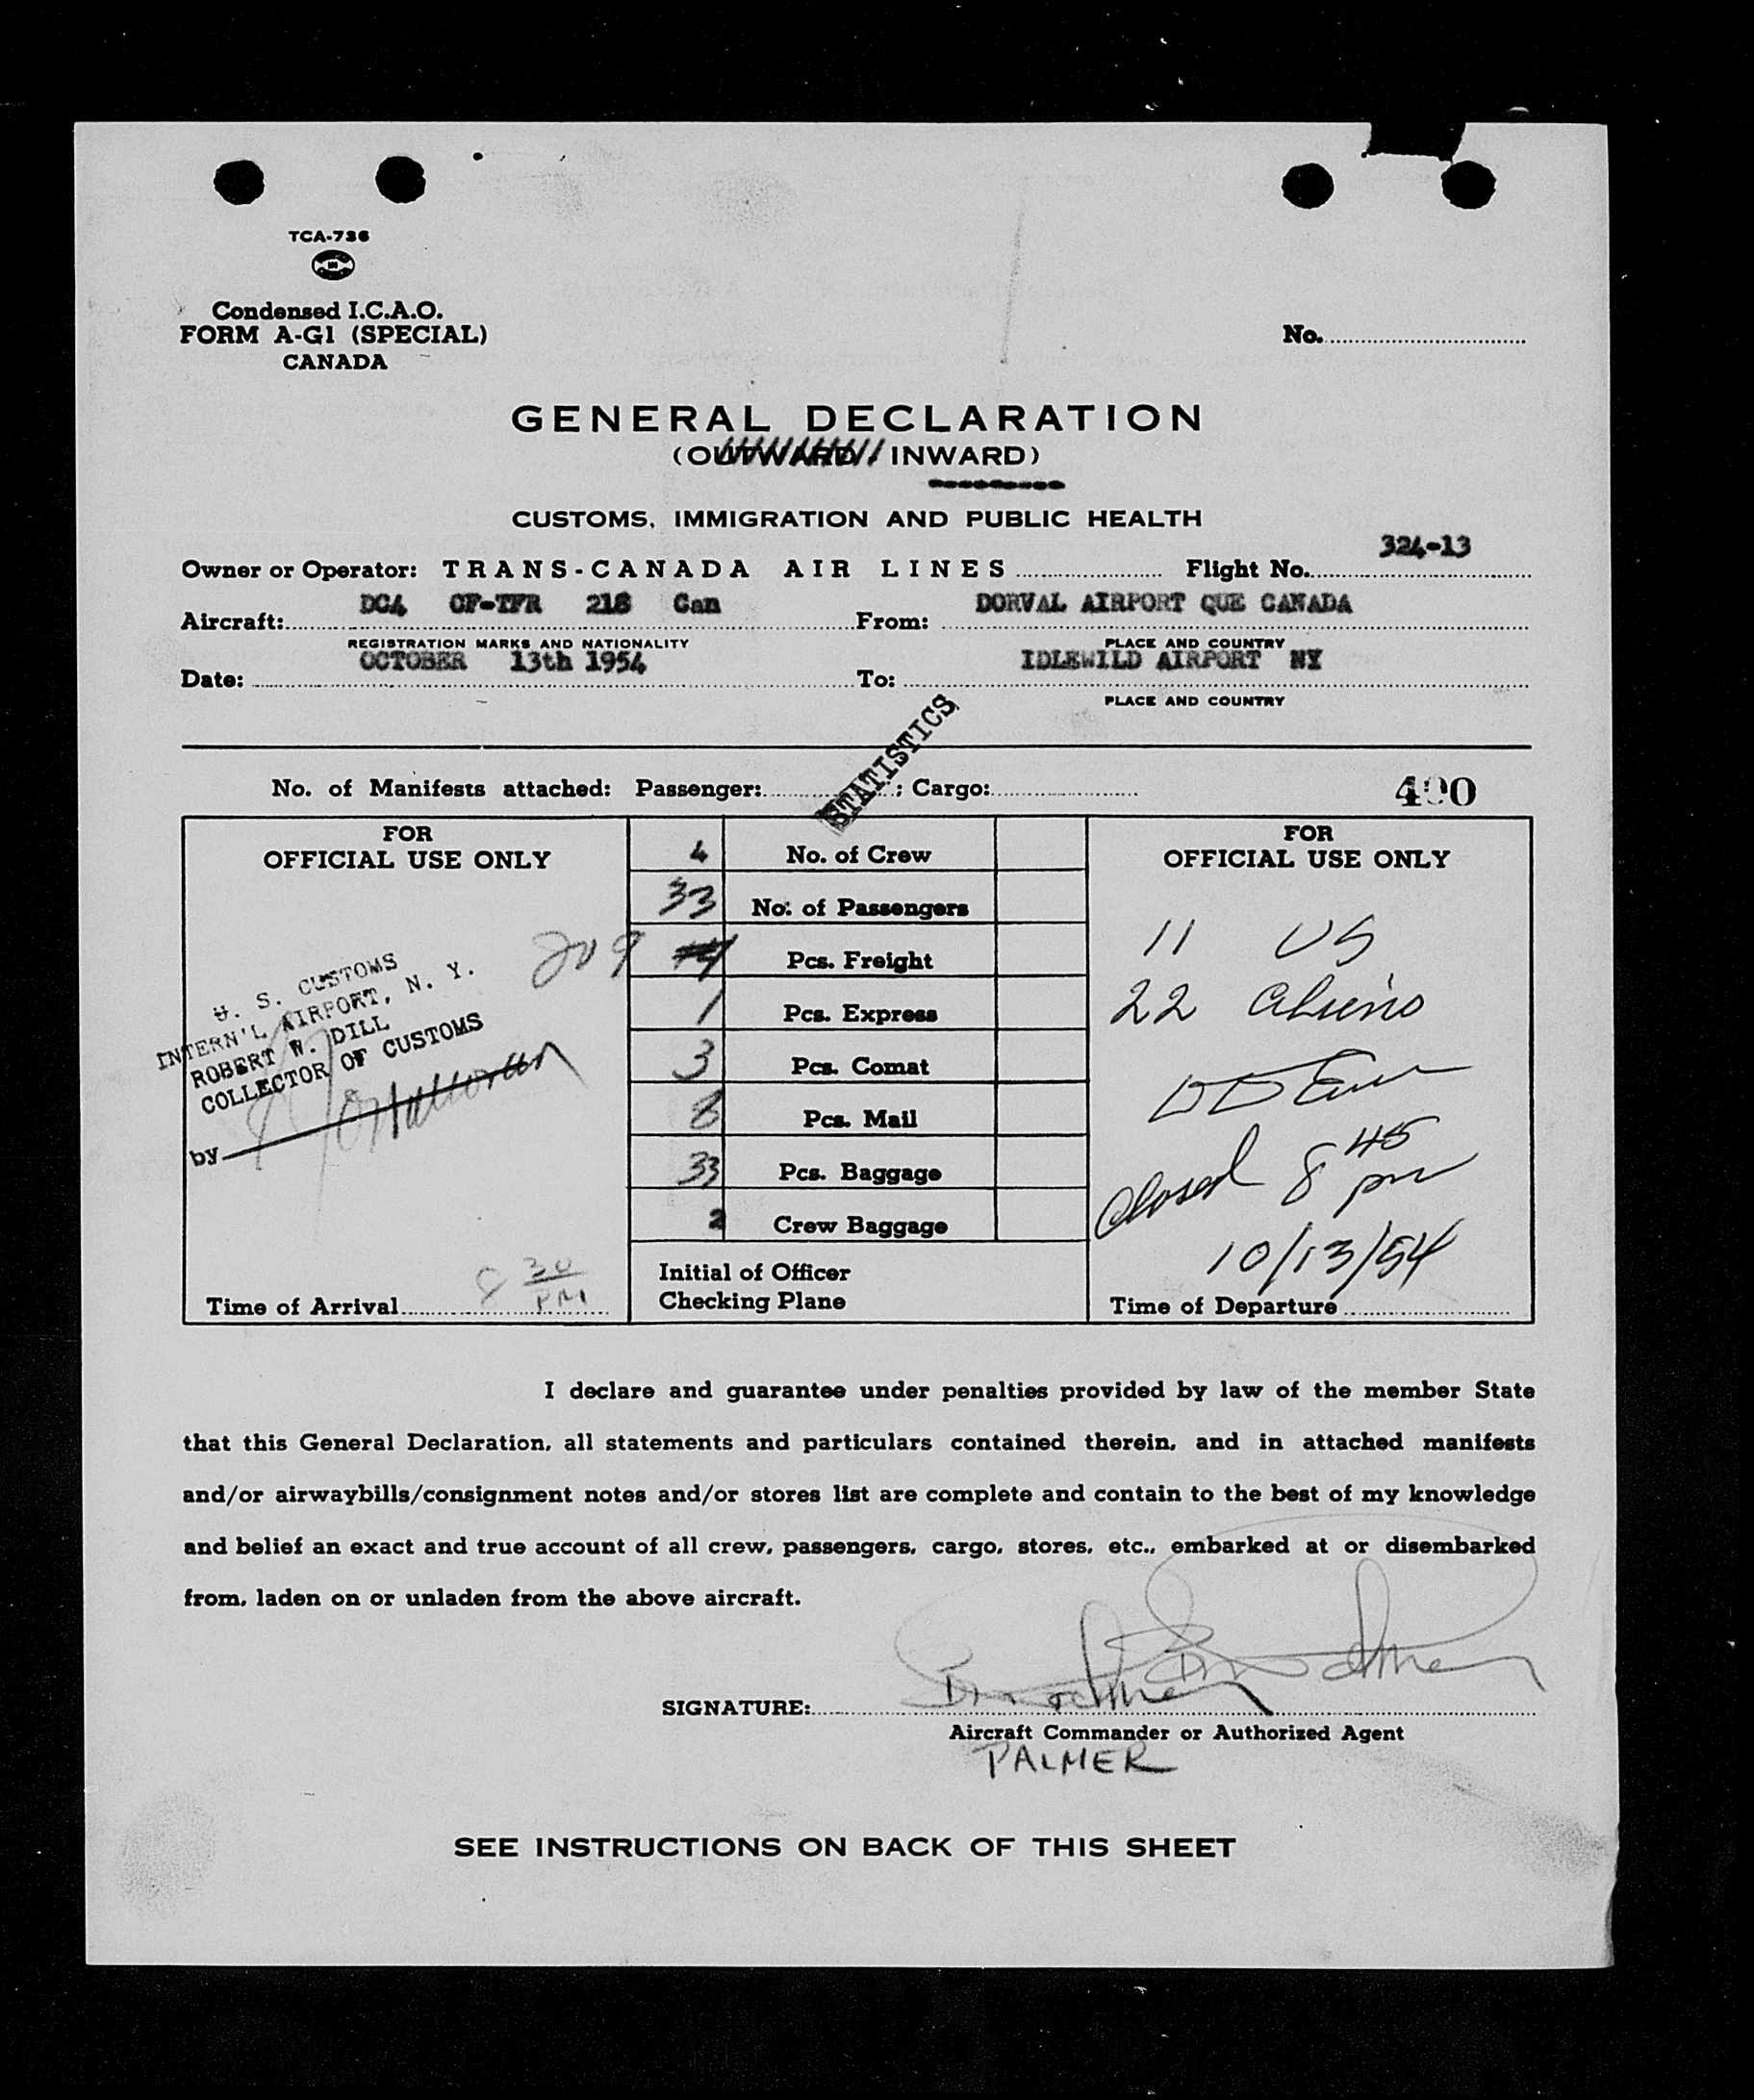 TCA-736
Condensed I.C.A.O.
FORM A-G1 (SPECIAL)
CANADA
No.
GENERAL DECLARATION
(OUTWARD / INWARD)
CUSTOMS, IMMIGRATION AND PUBLIC HEALTH
324-13
Owner or Operator: TRANS-CANADA AIR LINES Flight No.
DC4 CF-TFR 218 Can DORVAL AIRPORT QUE CANADA
Aircraft: From:
REGISTRATION MARKS AND NATIONALITY PLACE AND COUNTRY
OCTOBER 13th 1954 IDLEWILD AIRPORT NY
Date: To:
PLACE AND COUNTRY
STATISTICS
No. of Manifests attached: Passenger: ; Cargo: 490
FOR
OFFICIAL USE ONLY
U. S. CUSTOMS
INTERN'L AIRPORT, N. Y.
ROBERT W. DILL
COLLECTOR OF CUSTOMS
by
8 30 PM
Time of Arrival
4 No. of Crew
33 No. of Passengers
209 Pcs. Freight
1 Pcs. Express
3 Pcs. Comat
8 Pcs. Mail
33 Pcs. Baggage
2 Crew Baggage
Initial of Officer
Checking Plane
FOR
OFFICIAL USE ONLY
11 US
22 aliens
Closed 8 45 pm
10/13/54
Time of Departure
I declare and guarantee under penalties provided by law of the member State
that this General Declaration, all statements and particulars contained therein, and in attached manifests
and/or airwaybills/consignment notes and/or stores list are complete and contain to the best of my knowledge
and belief an exact and true account of all crew, passengers, cargo, stores, etc., embarked at or disembarked
from, laden on or unladen from the above aircraft.
SIGNATURE:
Aircraft Commander or Authorized Agent
PALMER
SEE INSTRUCTIONS ON BACK OF THIS SHEET